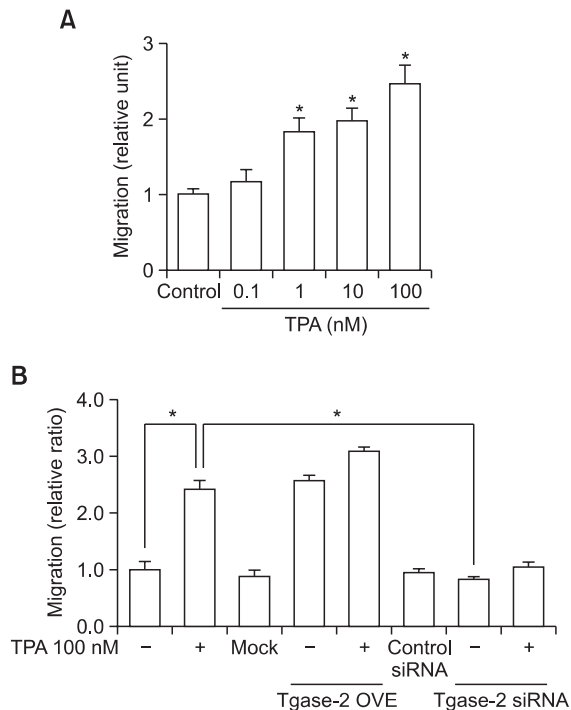 A
Migration (relative unit)
3
2
1
0
* * * *
Control 0.1 1 10 100
TPA (nM)
B
Migration (relative ratio)
4.0
3.0
2.0
1.0
0.0
* *
TPA 100 nM − + Mock − + Control − +
siRNA
Tgase-2 OVE Tgase-2 siRNA